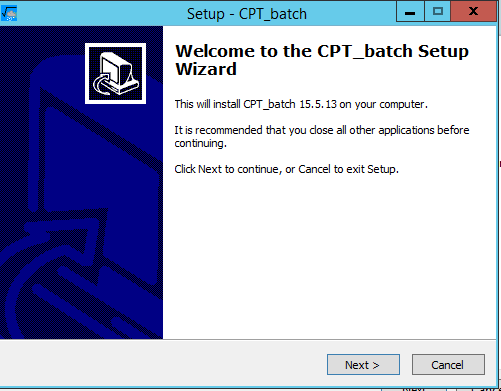 Setup - CPT_batch
Welcome to the CPT_batch Setup
Wizard
This will install CPT_batch 15.5.13 on your computer.
It is recommended that you close all other applications before
continuing.
Click Next to continue, or Cancel to exit Setup.
Next >
Cancel